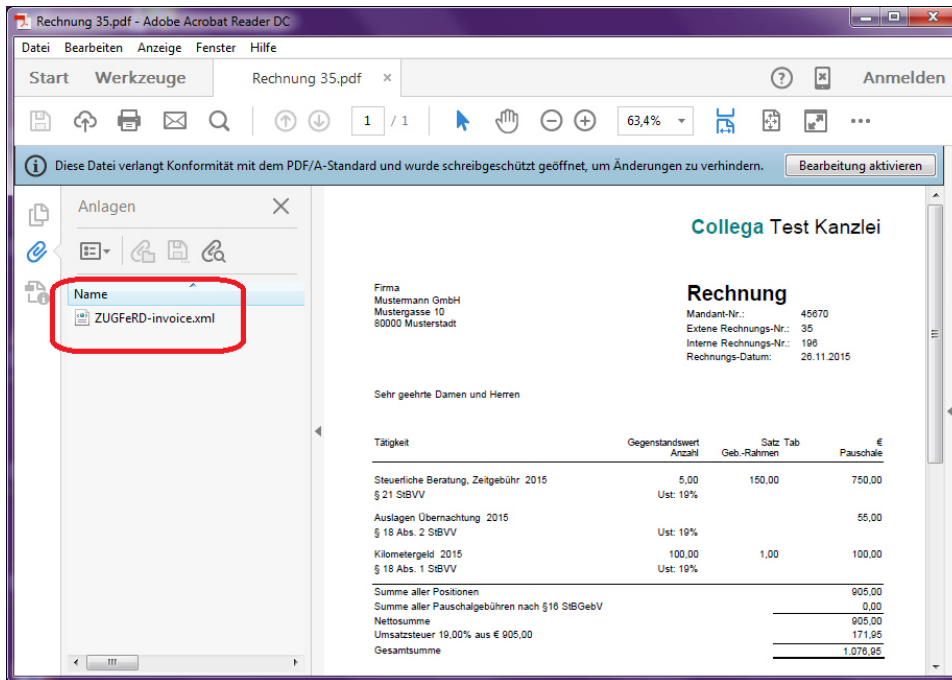 Rechnung 35.pdf - Adobe Acrobat Reader DC
Datei Bearbeiten Anzeige Fenster Hilfe
Start Werkzeuge Rechnung 35.pdf × ? Anmelden
1 / 1 63,4%
Diese Datei verlangt Konformität mit dem PDF/A-Standard und wurde schreibgeschützt geöffnet, um Änderungen zu verhindern. Bearbeitung aktivieren
Anlagen
Name
ZUGFeRD-invoice.xml
Collega Test Kanzlei
Firma
Mustermann GmbH
Mustergasse 10
80000 Musterstadt
Rechnung
Mandant-Nr.: 45670
Extene Rechnungs-Nr.: 35
Interne Rechnungs-Nr.: 196
Rechnungs-Datum: 26.11.2015
Sehr geehrte Damen und Herren
Tätigkeit Gegenstandswert Satz Tab €
Anzahl Geb.-Rahmen Pauschale
Steuerliche Beratung, Zeitgebühr 2015 5,00 150,00 750,00
§ 21 StBVV Ust: 19%
Auslagen Übernachtung 2015 55,00
§ 18 Abs. 2 StBVV Ust: 19%
Kilometergeld 2015 100,00 1,00 100,00
§ 18 Abs. 1 StBVV Ust: 19%
Summe aller Positionen 905,00
Summe aller Pauschalgebühren nach §16 StBGebV 0,00
Nettosumme 905,00
Umsatzsteuer 19,00% aus € 905,00 171,95
Gesamtsumme 1.076,95